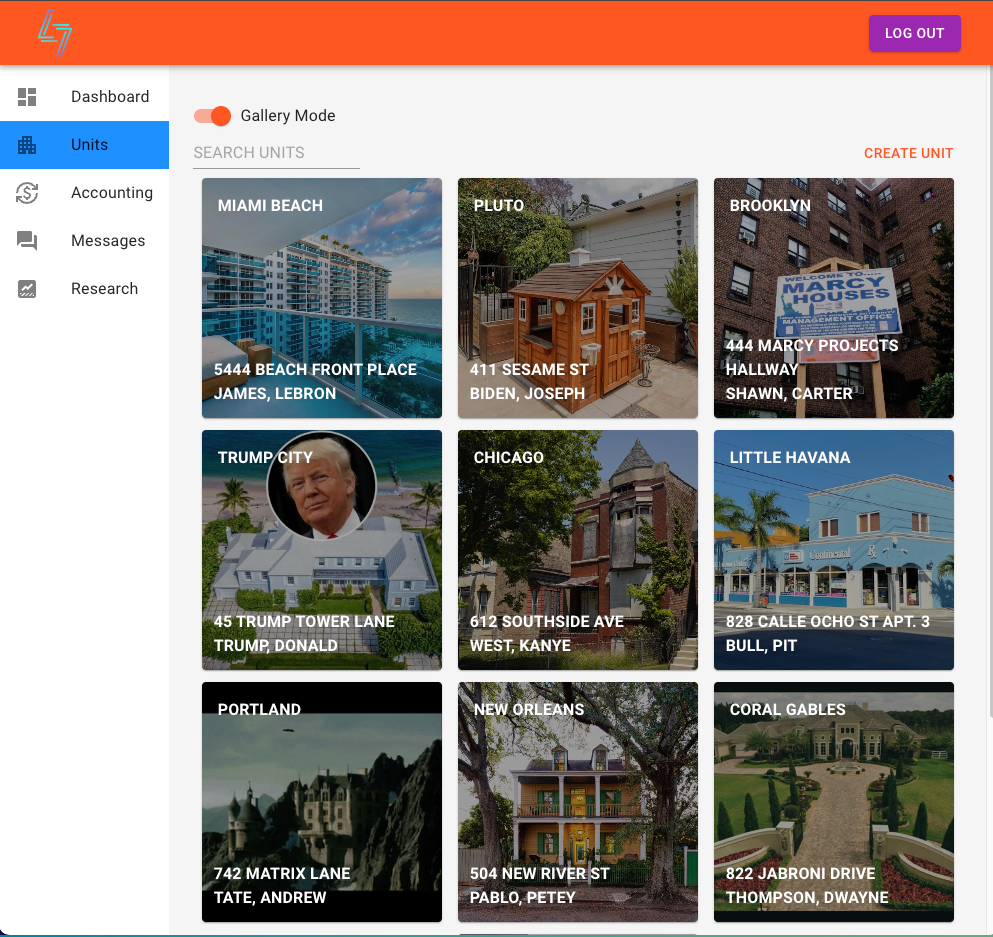 LOG OUT
Dashboard
Units
Accounting
Messages
Research
Gallery Mode
SEARCH UNITS
CREATE UNIT
MIAMI BEACH
5444 BEACH FRONT PLACE
JAMES, LEBRON
PLUTO
411 SESAME ST
BIDEN, JOSEPH
BROOKLYN
WELCOME TO....
MARCY
HOUSES
MANAGEMENT OFFICE
444 MARCY PROJECTS
HALLWAY
SHAWN, CARTER
TRUMP CITY
45 TRUMP TOWER LANE
TRUMP, DONALD
CHICAGO
612 SOUTHSIDE AVE
WEST, KANYE
LITTLE HAVANA
Continental
Rx
828 CALLE OCHO ST APT. 3
BULL, PIT
PORTLAND
742 MATRIX LANE
TATE, ANDREW
NEW ORLEANS
504 NEW RIVER ST
PABLO, PETEY
CORAL GABLES
822 JABRONI DRIVE
THOMPSON, DWAYNE